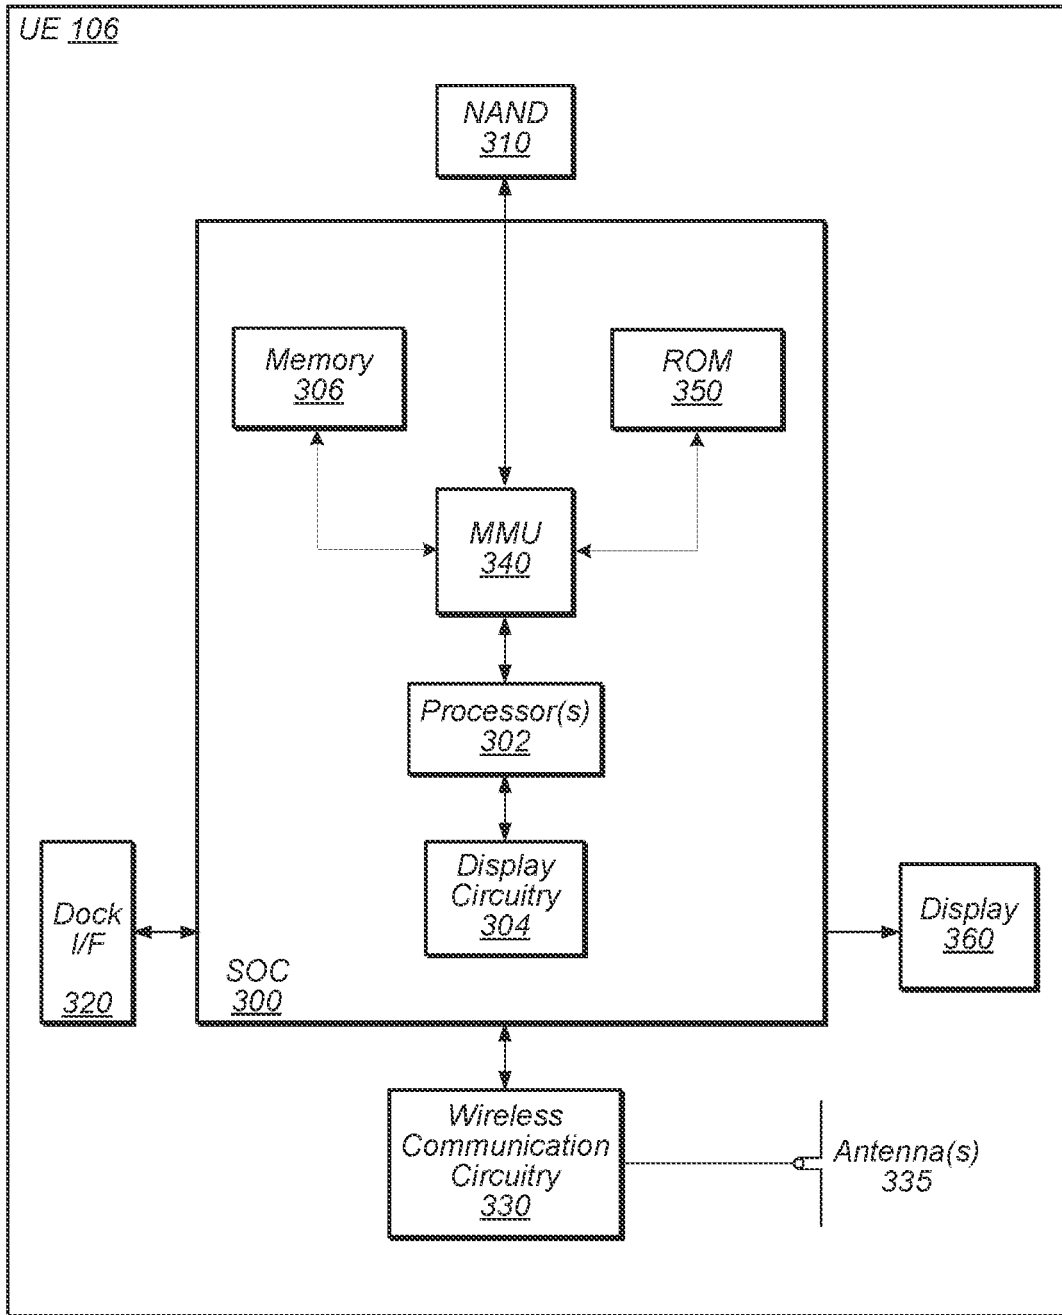 UE 106
NAND
310
Memory
306
ROM
350
MMU
340
Processor(s)
302
Display
Circuitry
304
Dock
I/F
320
SOC
300
Display
360
Wireless
Communication
Circuitry
330
Antenna(s)
335